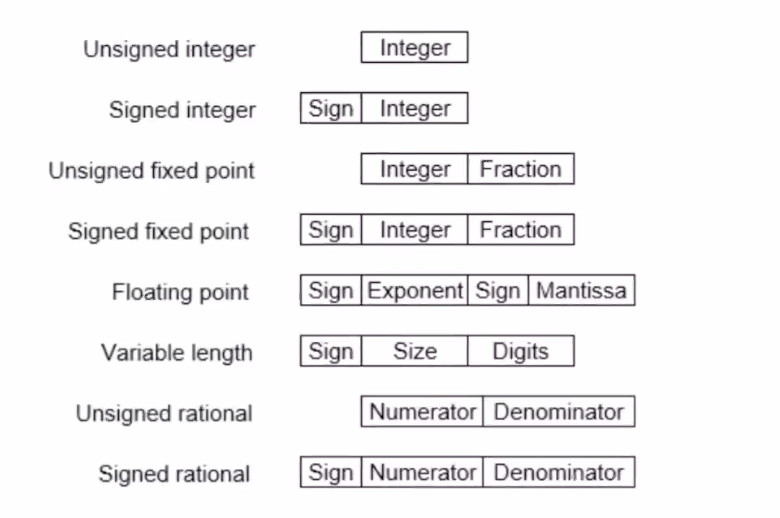 Unsigned integer Integer
Signed integer Sign Integer
Unsigned fixed point Integer Fraction
Signed fixed point Sign Integer Fraction
Floating point Sign Exponent Sign Mantissa
Variable length Sign Size Digits
Unsigned rational Numerator Denominator
Signed rational Sign Numerator Denominator